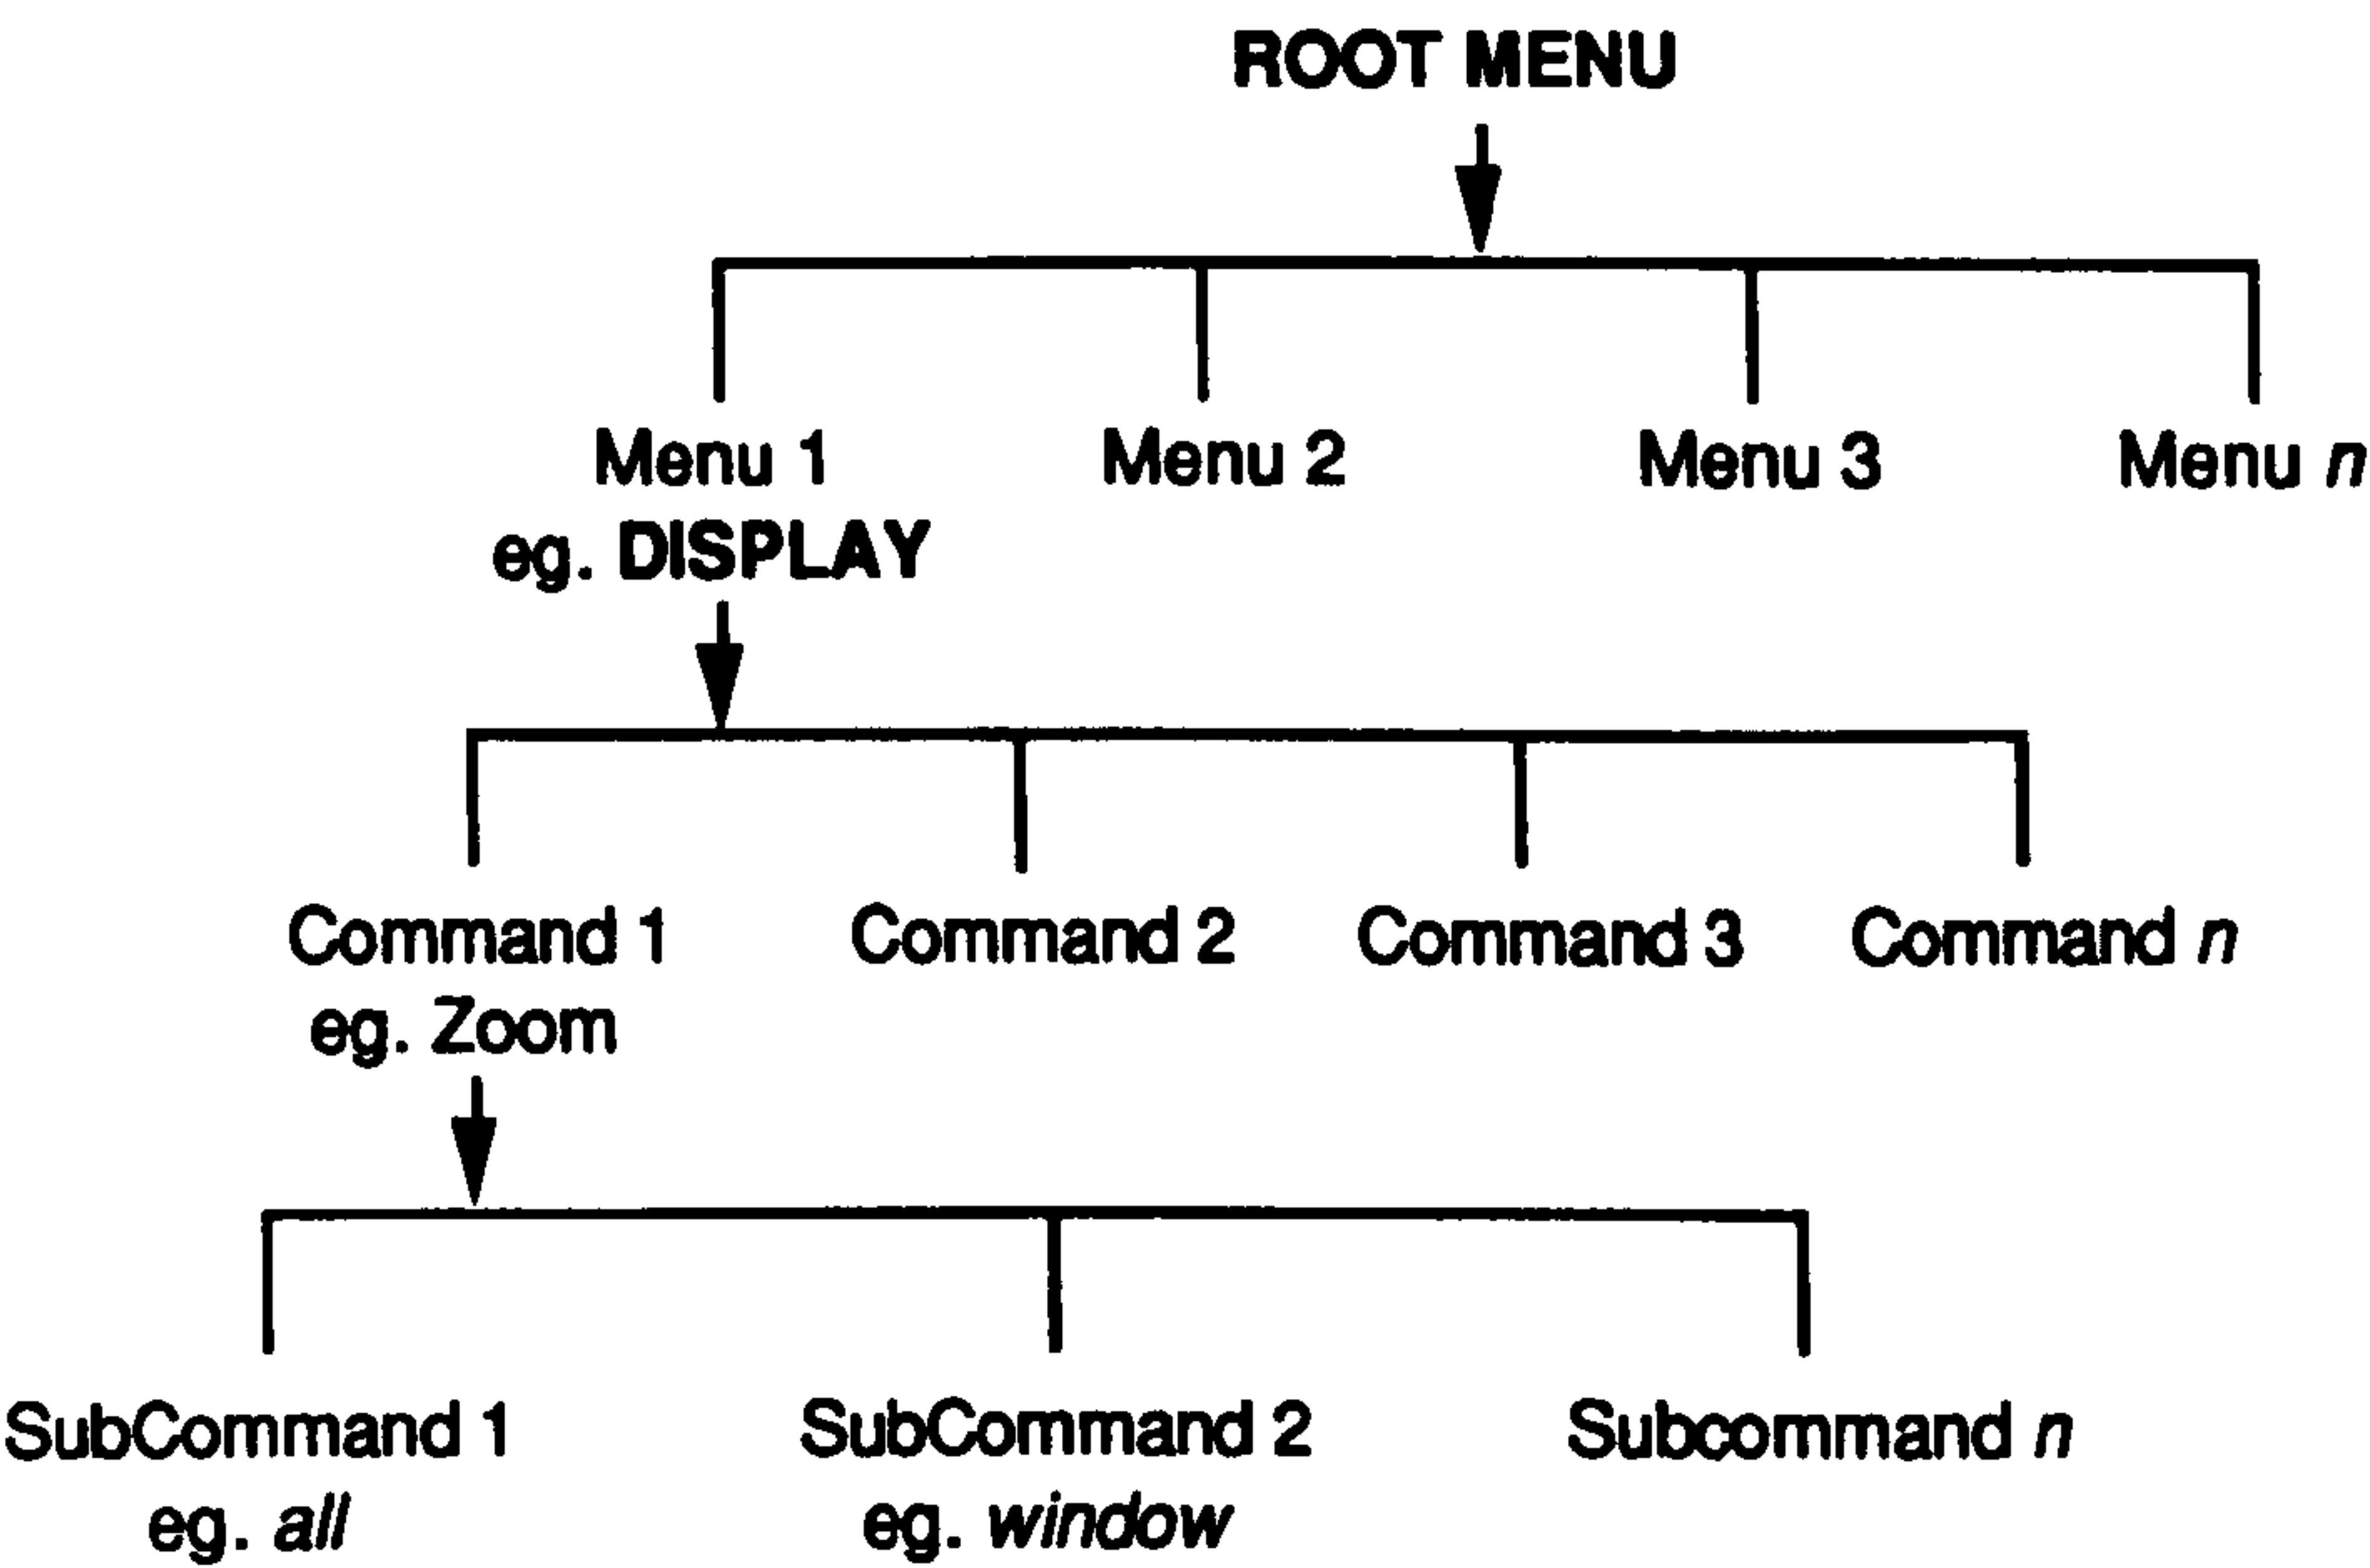 ROOT MENU
Menu 1 Menu 2 Menu 3 Menu n
eg. DISPLAY
Command 1 Command 2 Command 3 Command n
eg. Zoom
SubCommand 1 SubCommand 2 Subcommand n
eg. all eg. window